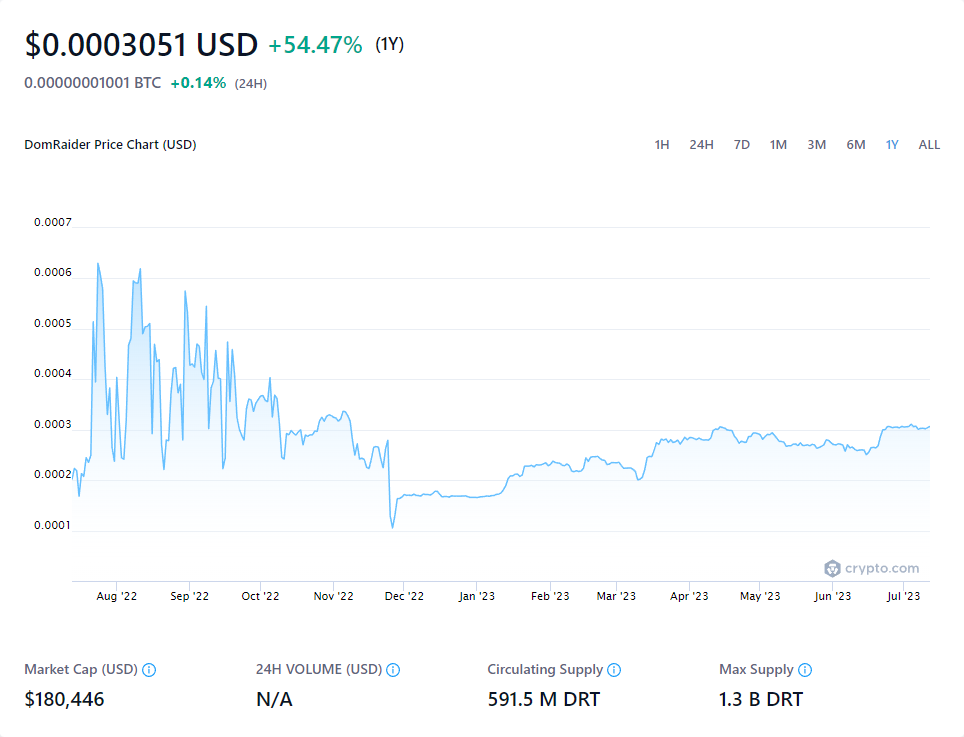 $0.0003051 USD +54.47% (1Y)
0.00000001001 BTC +0.14% (24H)
DomRaider Price Chart (USD) 1H 24H 7D 1M 3M 6M 1Y ALL
0.0007
0.0006
0.0005
0.0004
0.0003
0.0002
0.0001
crypto.com
Aug '22 Sep '22 Oct '22 Nov '22 Dec '22 Jan '23 Feb '23 Mar '23 Apr '23 May '23 Jun '23 Jul '23
Market Cap (USD) 24H VOLUME (USD) Circulating Supply Max Supply
$180,446 N/A 591.5 M DRT 1.3 B DRT